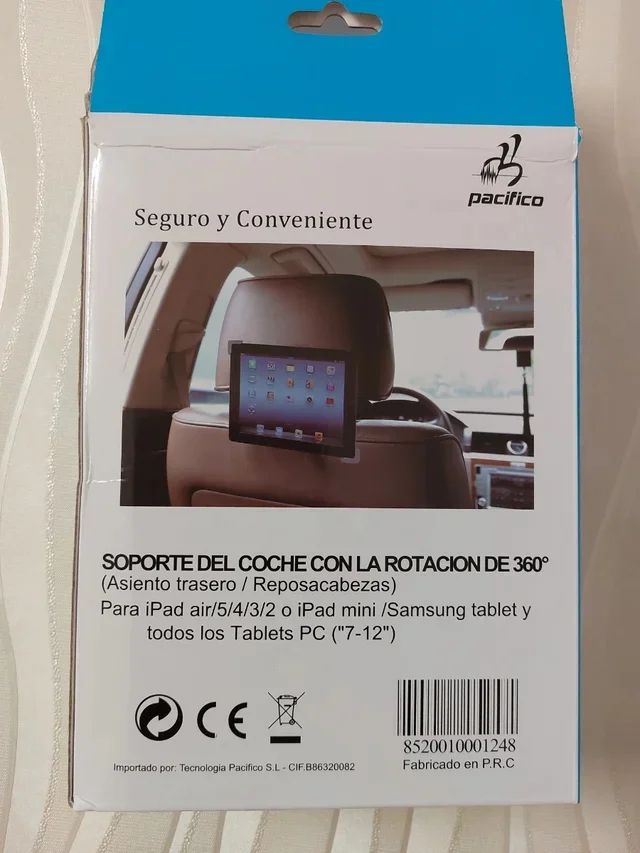 pacifico
Seguro y Conveniente
SOPORTE DEL COCHE CON LA ROTACION DE 360°
(Asiento trasero / Reposacabezas)
Para iPad air/5/4/3/2 o iPad mini /Samsung tablet y
todos los Tablets PC ("7-12")
CE
8520010001248
Importado por: Tecnologia Pacifico S.L - CIF.B86320082
Fabricado en P.R.C